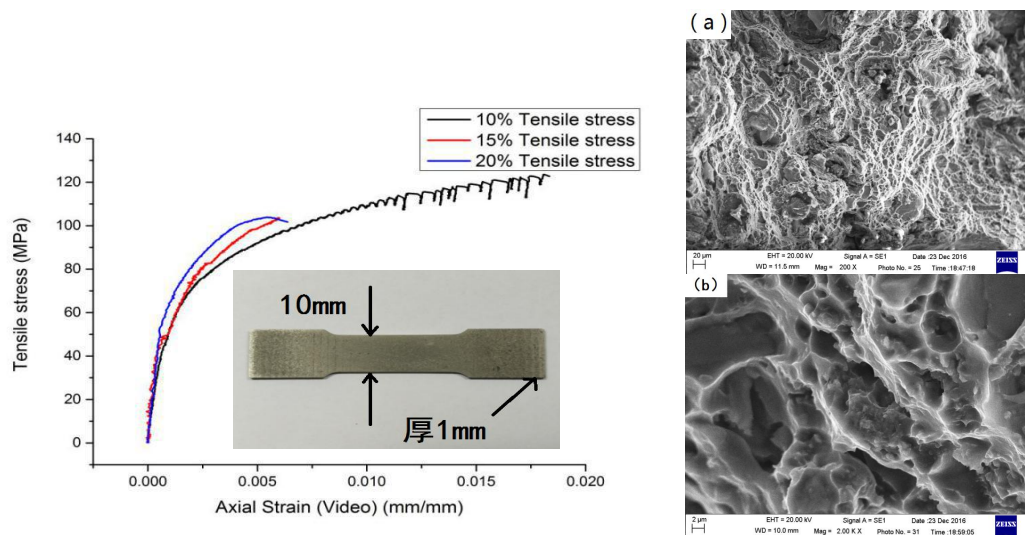 140
120
100
80
60
40
20
0
Tensile stress (MPa)
10% Tensile stress
15% Tensile stress
20% Tensile stress
10mm
厚1mm
0.000
0.005
0.010
0.015
0.020
Axial Strain (Video) (mm/mm)
(a)
20 μm
EHT = 20.00 kV
Signal A = SE1
Date :23 Dec 2016
WD = 11.5 mm
Mag = 200 X
Photo No. = 25
Time :18:47:18
ZEISS
(b)
2 μm
EHT = 20.00 kV
Signal A = SE1
Date :23 Dec 2016
WD = 10.0 mm
Mag = 2.00 K X
Photo No. = 31
Time :18:59:05
ZEISS